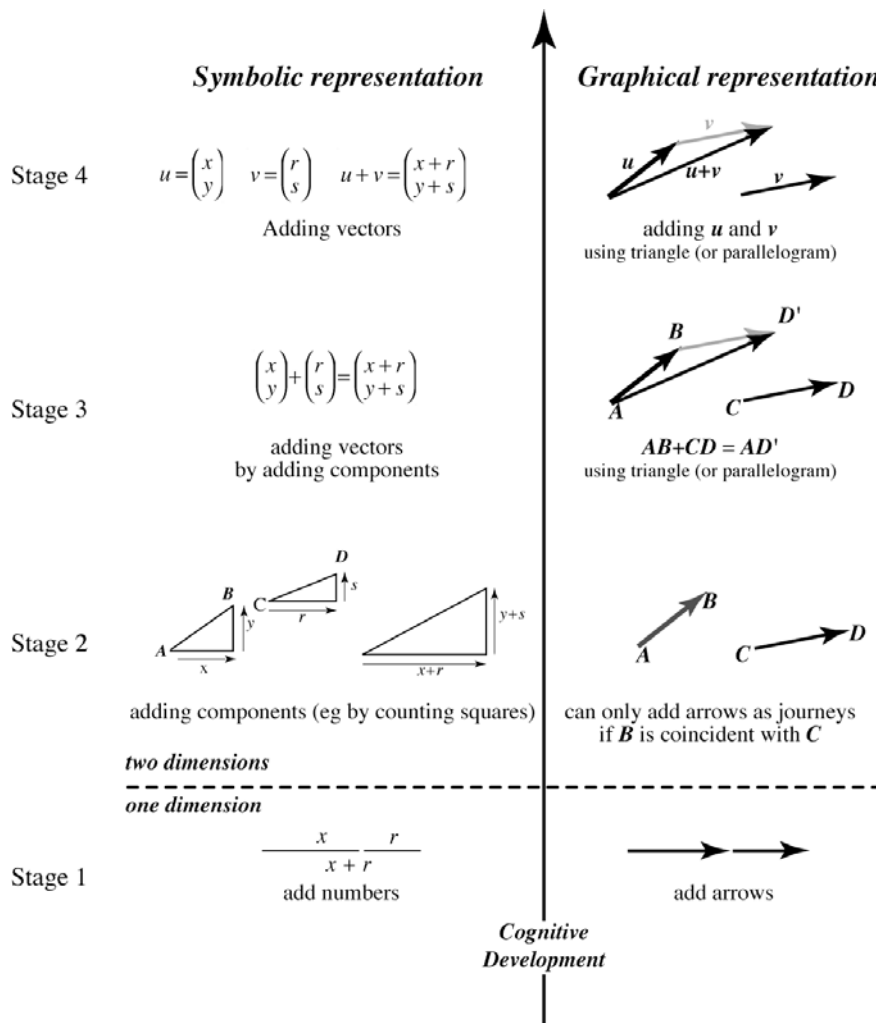 Symbolic representation
Graphical representation
Stage 4
u = (x y) v = (r s) u + v = (x + r y + s)
Adding vectors
v
u
u+v
v
adding u and v
using triangle (or parallelogram)
Stage 3
(x y) + (r s) = (x + r y + s)
adding vectors
by adding components
B
D'
A
C
D
AB+CD = AD'
using triangle (or parallelogram)
Stage 2
D
B
C
s
r
A
y
x
y+s
x+r
adding components (eg by counting squares)
B
A
C
D
can only add arrows as journeys
if B is coincident with C
two dimensions
one dimension
Stage 1
x r
x + r
add numbers
add arrows
Cognitive
Development